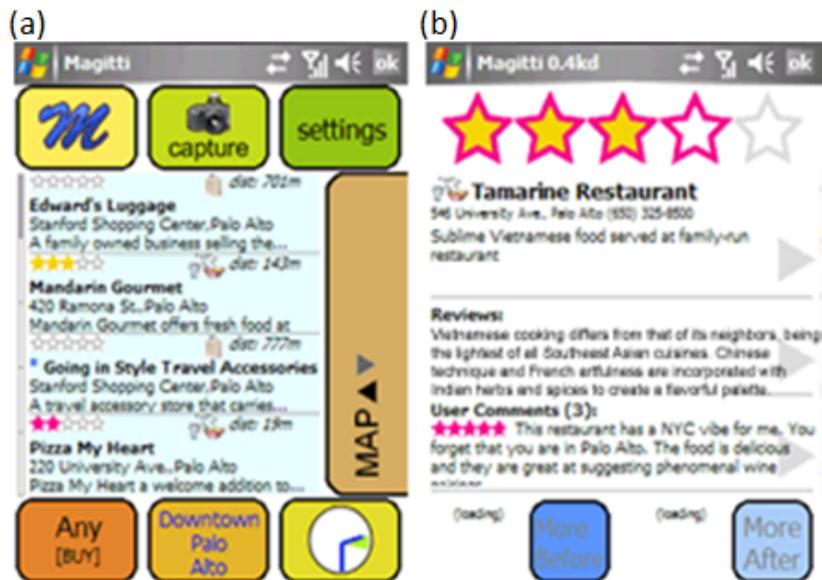 (a)
Magitti ok
M capture settings
dist: 701m
Edward's Luggage
Stanford Shopping Center, Palo Alto
A family owned business selling the...
dist: 143m
Mandarin Gourmet
420 Ramona St., Palo Alto
Mandarin Gourmet offers fresh food at
dist: 777m
Going in Style Travel Accessories
Stanford Shopping Center, Palo Alto
A travel accessory store that carries...
dist: 19m
Pizza My Heart
220 University Ave., Palo Alto
Pizza My Heart a welcome addition to...
MAP
Any
[BUY]
Downtown
Palo
Alto
(b)
Magitti 0.4kd ok
Tamarine Restaurant
546 University Ave., Palo Alto (650) 325-8500
Sublime Vietnamese food served at family-run
restaurant
Reviews:
Vietnamese cooking differs from that of its neighbors, being
the lightest of all Southeast Asian cuisines. Chinese
technique and French artfulness are incorporated with
Indian herbs and spices to create a flavorful palette.
User Comments (3):
This restaurant has a NYC vibe for me. You
forget that you are in Palo Alto. The food is delicious
and they are great at suggesting phenomenal wine
(loading)
More
Before
(loading)
More
After